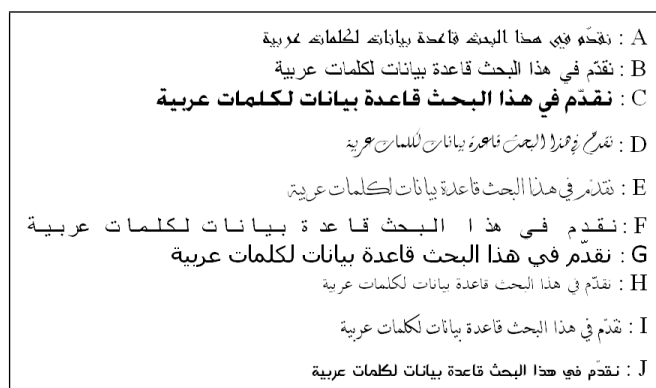 A : نقدّم في هذا البحث قاعدة بيانات لكلمات عربية
B : نقدّم في هذا البحث قاعدة بيانات لكلمات عربية
C : نقدّم في هذا البحث قاعدة بيانات لكلمات عربية
D : نقدّم في هذا البحث قاعدة بيانات لكلمات عربية
E : نقدّم في هذا البحث قاعدة بيانات لكلمات عربية
F : نقدم في هذا البحث قاعدة بيانات لكلمات عربية
G : نقدّم في هذا البحث قاعدة بيانات لكلمات عربية
H : نقدّم في هذا البحث قاعدة بيانات لكلمات عربية
I : نقدّم في هذا البحث قاعدة بيانات لكلمات عربية
J : نقدّم في هذا البحث قاعدة بيانات لكلمات عربية